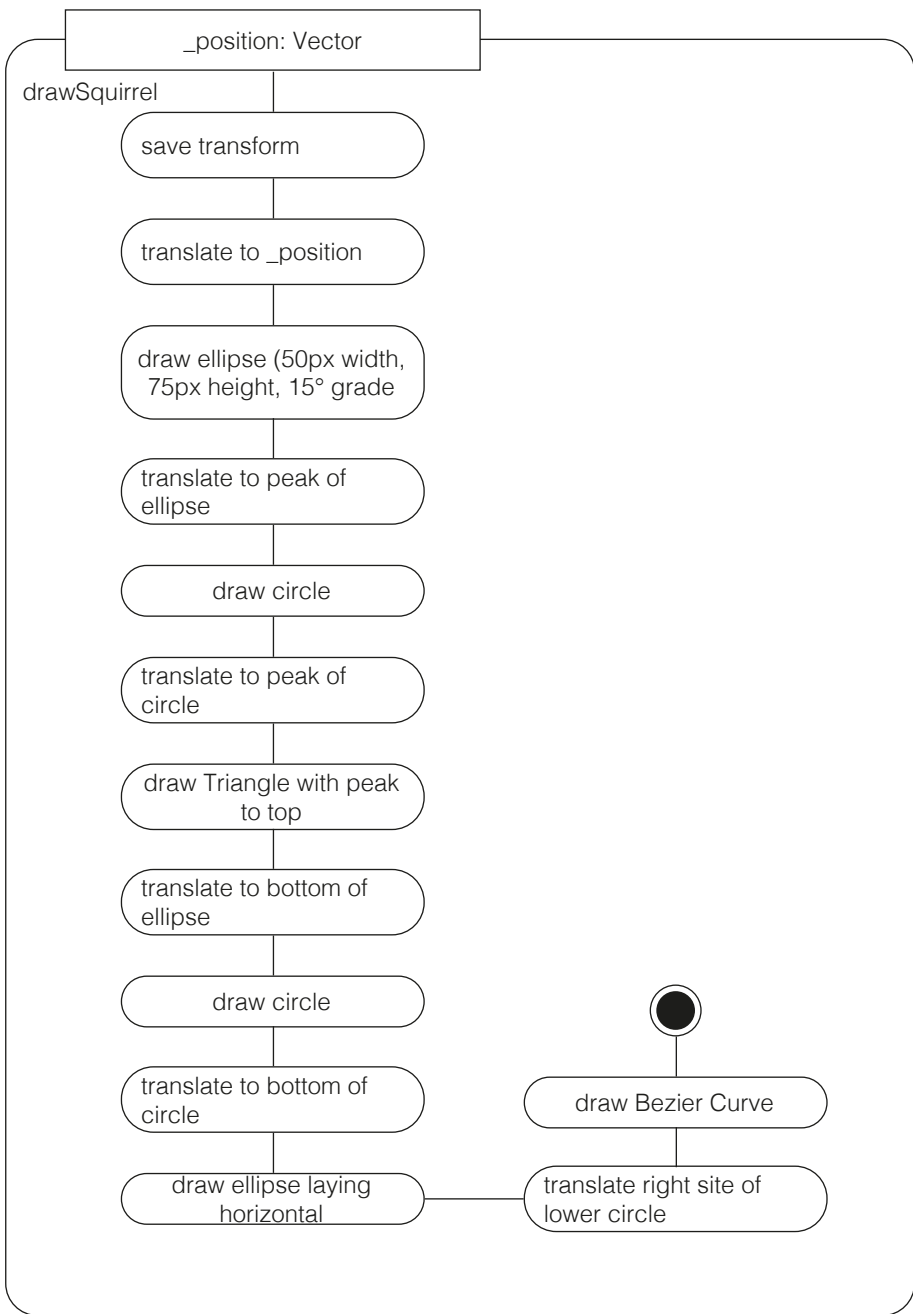 _position: Vector
drawSquirrel
save transform
translate to _position
draw ellipse (50px width,
75px height, 15° grade
translate to peak of
ellipse
draw circle
translate to peak of
circle
draw Triangle with peak
to top
translate to bottom of
ellipse
draw circle
translate to bottom of
circle
draw ellipse laying
horizontal
translate right site of
lower circle
draw Bezier Curve